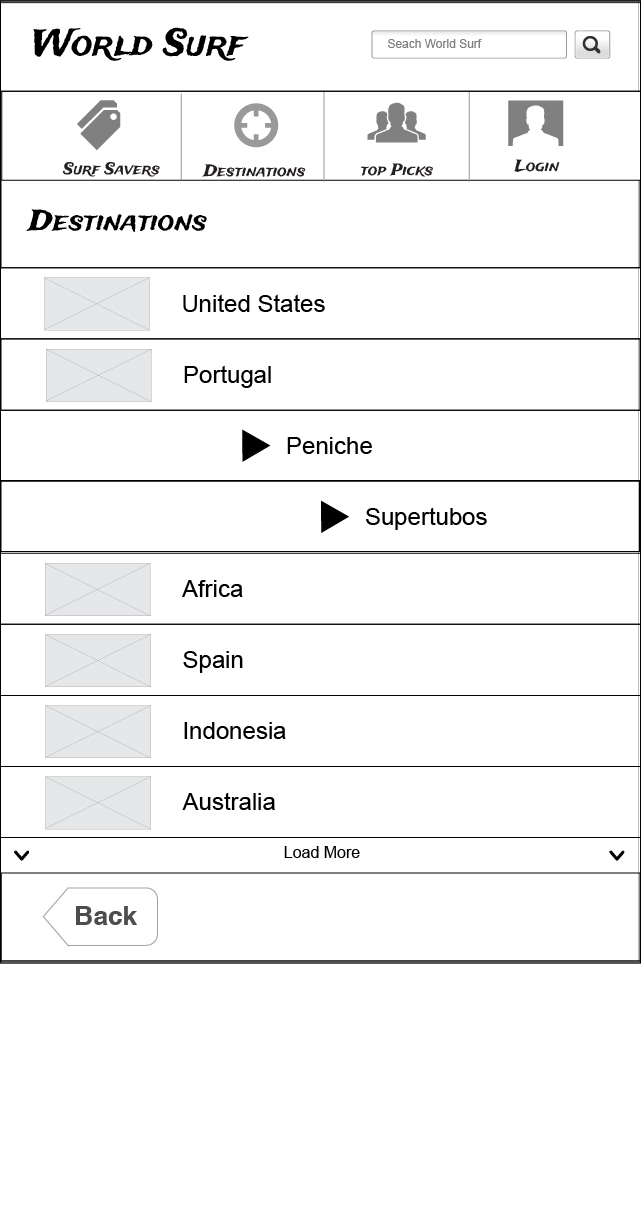 World Surf
Seach World Surf
Surf Savers
Destinations
top Picks
Login
Destinations
United States
Portugal
Peniche
Supertubos
Africa
Spain
Indonesia
Australia
Load More
Back